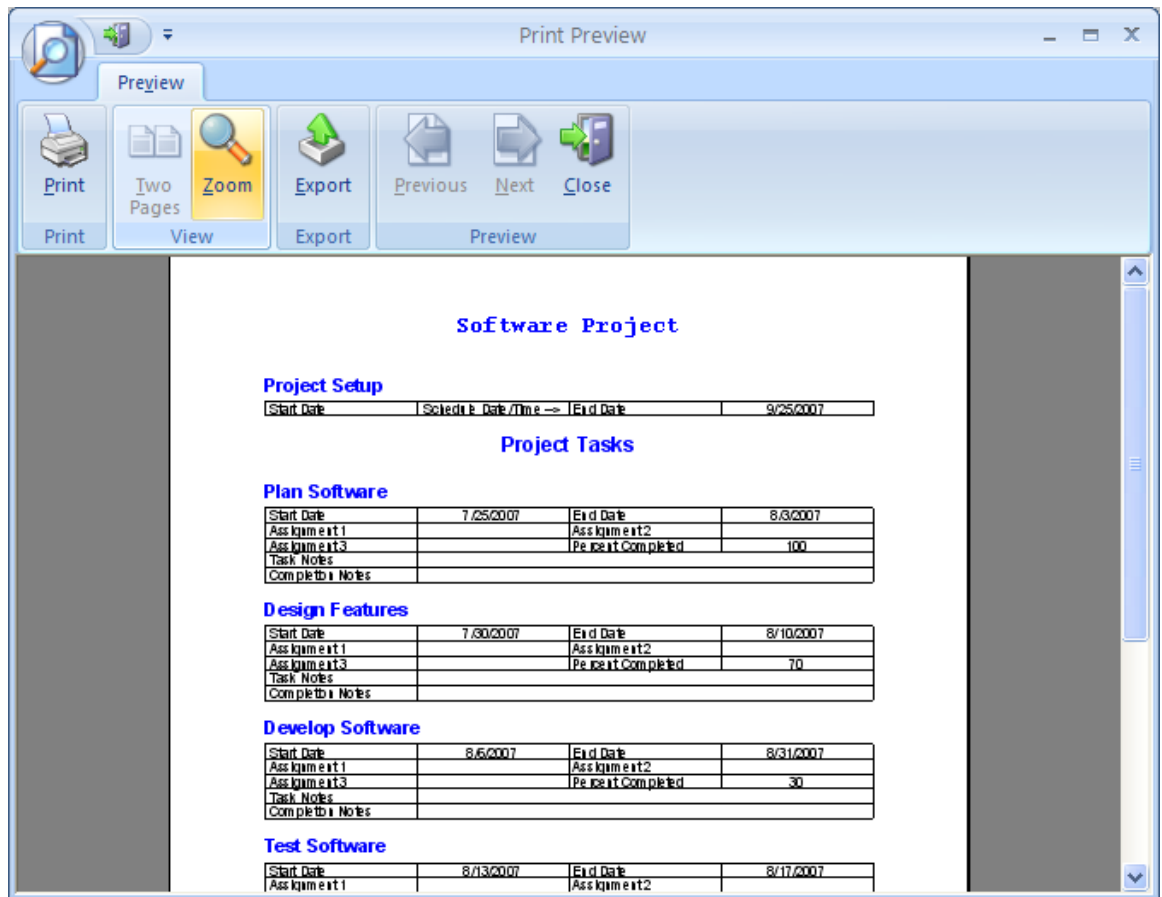 Print Preview
Preview
Print Two Pages Zoom Export Previous Next Close
Print View Export Preview
Software Project
Project Setup
Start Date Schedule Date/Time --> End Date 9/25/2007
Project Tasks
Plan Software
Start Date 7/25/2007 End Date 8/3/2007
Assignment1 Assignment2
Assignment3 Percent Completed 100
Task Notes
Completion Notes
Design Features
Start Date 7/30/2007 End Date 8/10/2007
Assignment1 Assignment2
Assignment3 Percent Completed 70
Task Notes
Completion Notes
Develop Software
Start Date 8/6/2007 End Date 8/31/2007
Assignment1 Assignment2
Assignment3 Percent Completed 30
Task Notes
Completion Notes
Test Software
Start Date 8/13/2007 End Date 8/17/2007
Assignment1 Assignment2